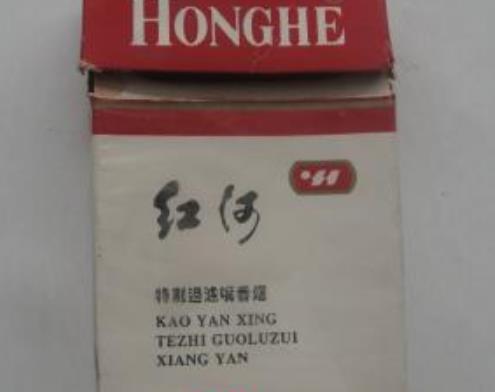 HONGHE
红河
特制过滤嘴香烟
KAO YAN XING
TEZHI GUOLUZUI
XIANG YAN